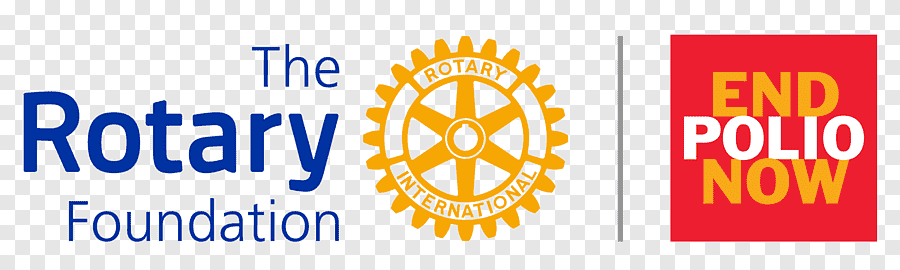 The
Rotary
Foundation
ROTARY
INTERNATIONAL
END
POLIO
NOW